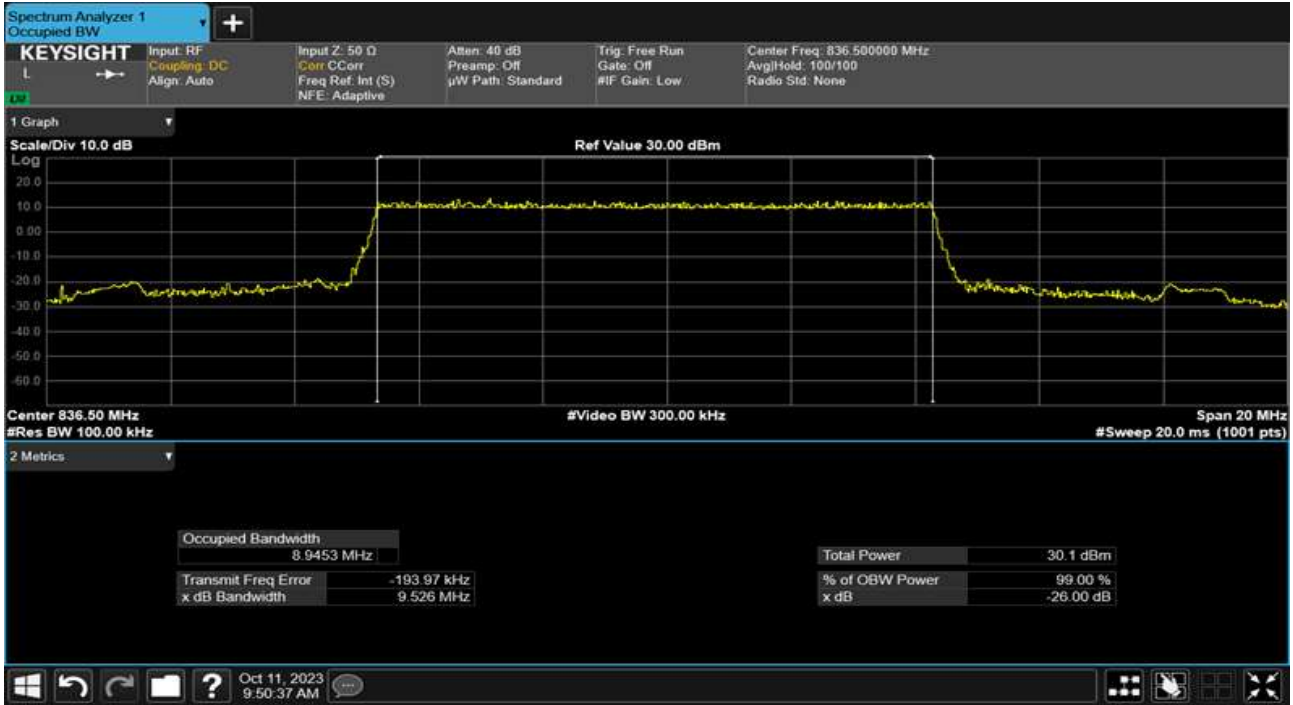 Spectrum Analyzer 1
Occupied BW
KEYSIGHT
L
Input: RF
Coupling: DC
Align: Auto
Input Z: 50 Ω
Corr CCorr
Freq Ref: Int (S)
NFE: Adaptive
Atten: 40 dB
Preamp: Off
µW Path: Standard
Trig: Free Run
Gate: Off
#IF Gain: Low
Center Freq: 836.500000 MHz
Avg|Hold: 100/100
Radio Std: None
1 Graph
Scale/Div 10.0 dB
Ref Value 30.00 dBm
Log
20.0
10.0
0.00
-10.0
-20.0
-30.0
-40.0
-50.0
-60.0
Center 836.50 MHz
#Video BW 300.00 kHz
Span 20 MHz
#Res BW 100.00 kHz
#Sweep 20.0 ms (1001 pts)
2 Metrics
Occupied Bandwidth
8.9453 MHz
Transmit Freq Error -193.97 kHz
x dB Bandwidth 9.526 MHz
Total Power 30.1 dBm
% of OBW Power 99.00 %
x dB -26.00 dB
Oct 11, 2023
9:50:37 AM